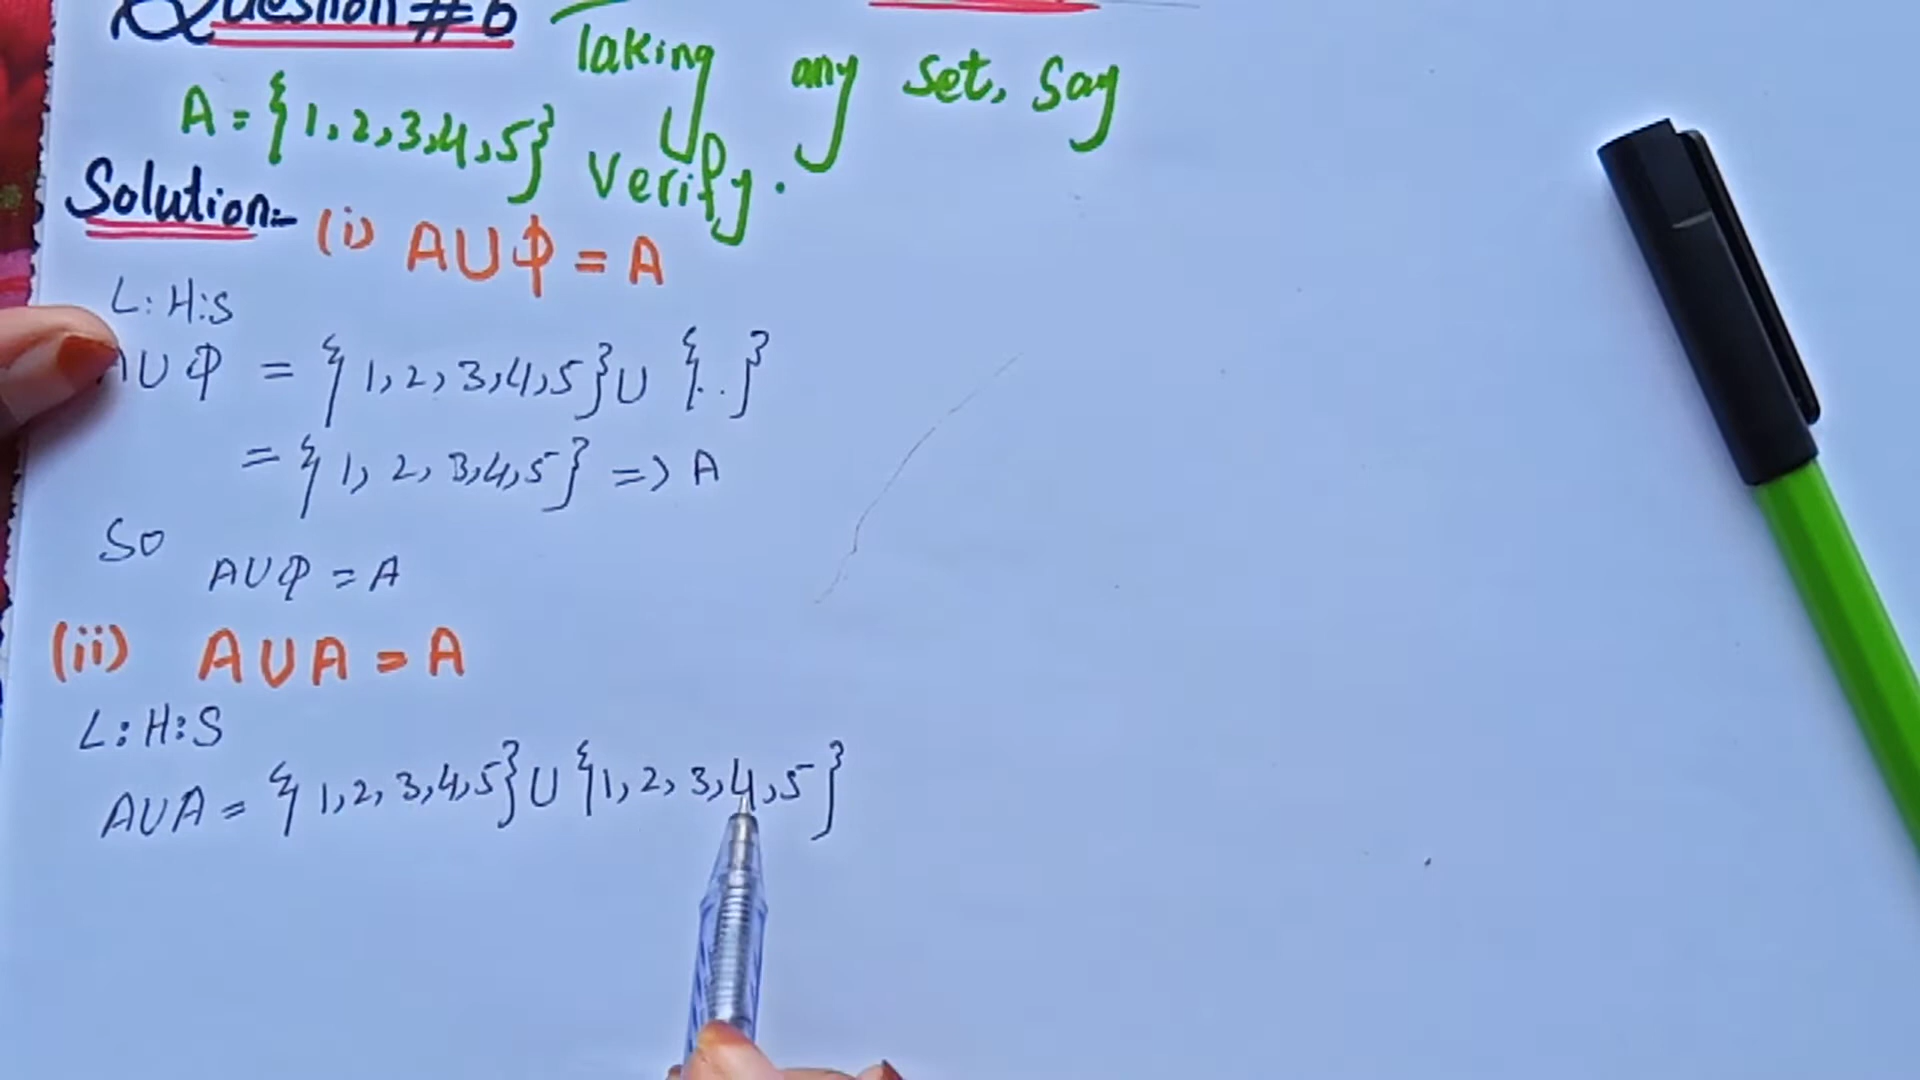 Question #6
Taking any set, say
A = {1, 2, 3, 4, 5} Verify.
Solution:- (i) A∪Φ = A
L:H:S
A∪Φ = {1, 2, 3, 4, 5} ∪ {..}
= {1, 2, 3, 4, 5} => A
So
A∪Φ = A
(ii) A∪A = A
L:H:S
A∪A = {1, 2, 3, 4, 5} ∪ {1, 2, 3, 4, 5}